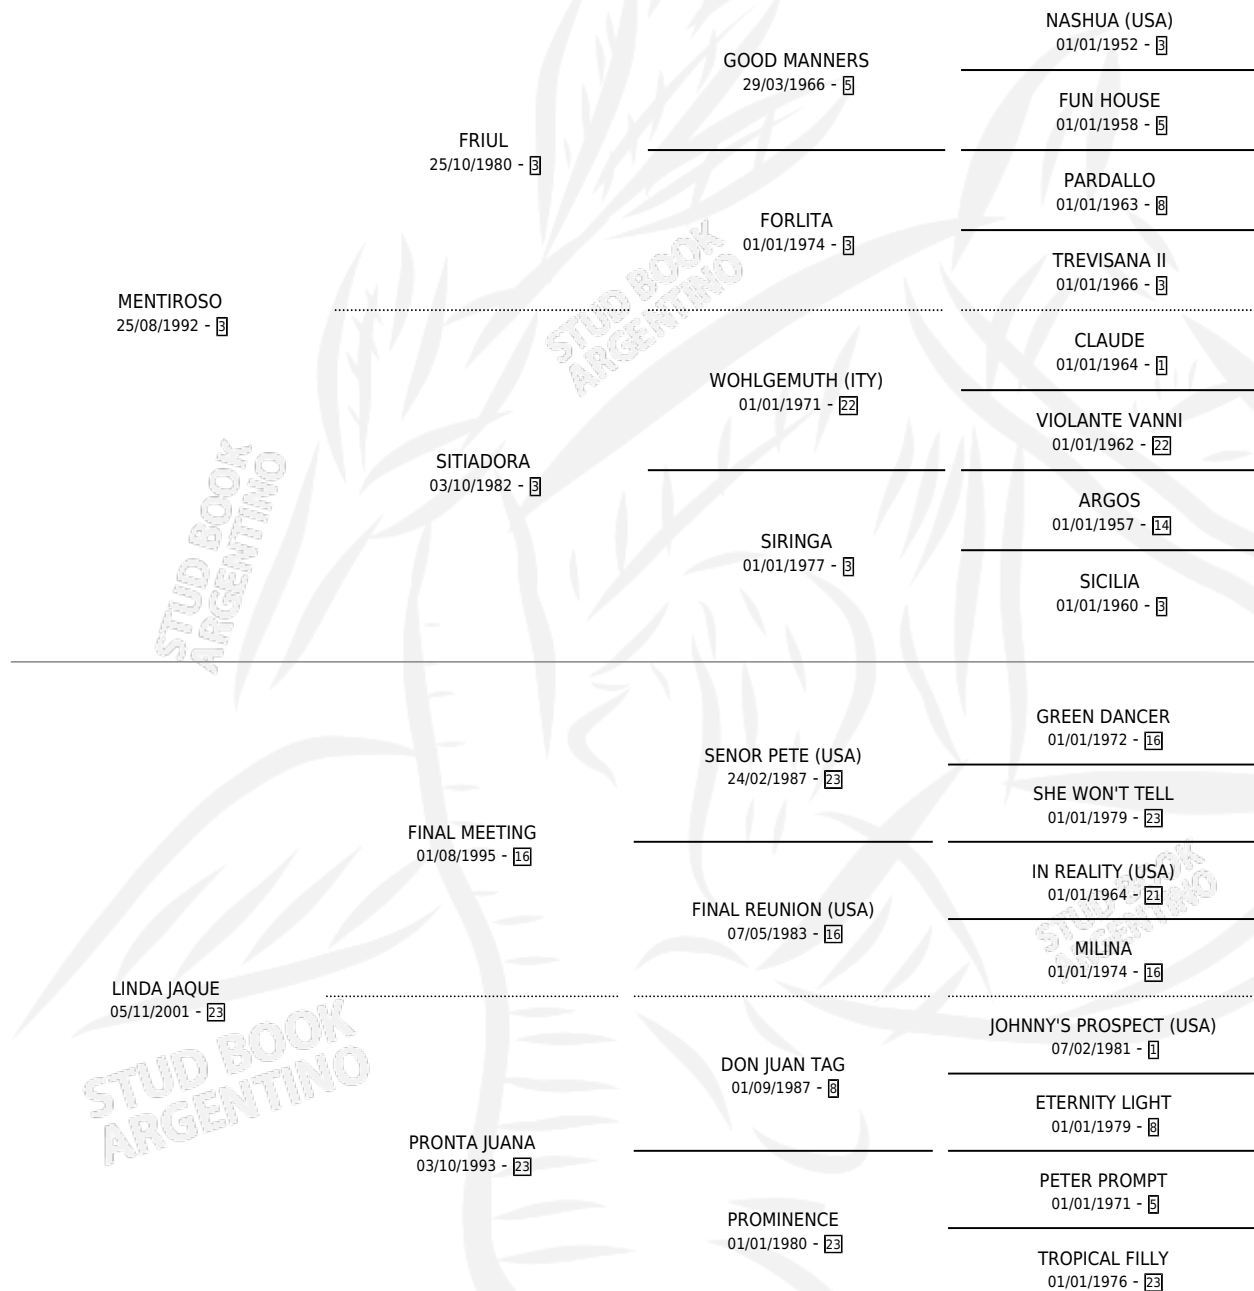 NASHUA (USA)
01/01/1952 - 3
GOOD MANNERS
29/03/1966 - 5
FUN HOUSE
01/01/1958 - 5
FRIUL
25/10/1980 - 3
PARDALLO
01/01/1963 - 8
FORLITA
01/01/1974 - 3
TREVISANA II
01/01/1966 - 3
MENTIROSO
25/08/1992 - 3
CLAUDE
01/01/1964 - 1
WOHLGEMUTH (ITY)
01/01/1971 - 22
VIOLANTE VANNI
01/01/1962 - 22
SITIADORA
03/10/1982 - 3
ARGOS
01/01/1957 - 14
SIRINGA
01/01/1977 - 3
SICILIA
01/01/1960 - 3
STUD BOOK
ARGENTINO
STUD BOOK
ARGENTINO
GREEN DANCER
01/01/1972 - 16
SENOR PETE (USA)
24/02/1987 - 23
SHE WON'T TELL
01/01/1979 - 23
FINAL MEETING
01/08/1995 - 16
IN REALITY (USA)
01/01/1964 - 21
FINAL REUNION (USA)
07/05/1983 - 16
MILINA
01/01/1974 - 16
LINDA JAQUE
05/11/2001 - 23
JOHNNY'S PROSPECT (USA)
07/02/1981 - 1
DON JUAN TAG
01/09/1987 - 8
ETERNITY LIGHT
01/01/1979 - 8
PRONTA JUANA
03/10/1993 - 23
PETER PROMPT
01/01/1971 - 5
PROMINENCE
01/01/1980 - 23
TROPICAL FILLY
01/01/1976 - 23
STUD BOOK
ARGENTINO
STUD BOOK
ARGENTINO